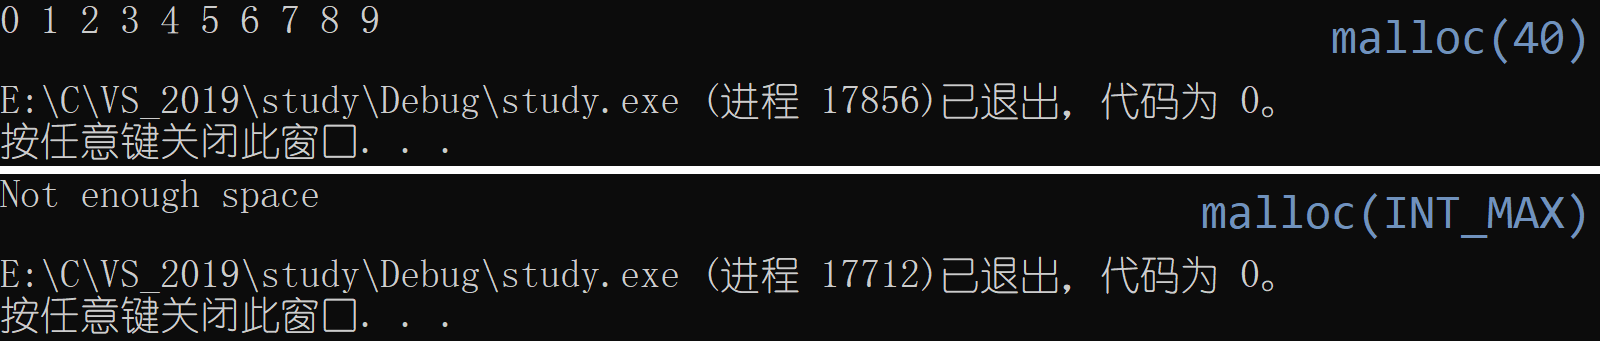 0 1 2 3 4 5 6 7 8 9
malloc(40)
E:\C\VS_2019\study\Debug\study.exe (进程 17856)已退出，代码为 0。
按任意键关闭此窗口. . .
Not enough space
malloc(INT_MAX)
E:\C\VS_2019\study\Debug\study.exe (进程 17712)已退出，代码为 0。
按任意键关闭此窗口. . .